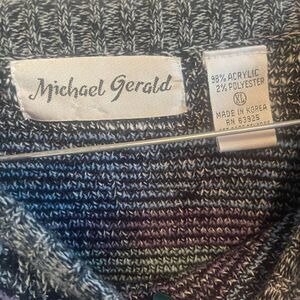 Michael Gerald
98% ACRYLIC
2% POLYESTER
XL
MADE IN KOREA
RN 63925